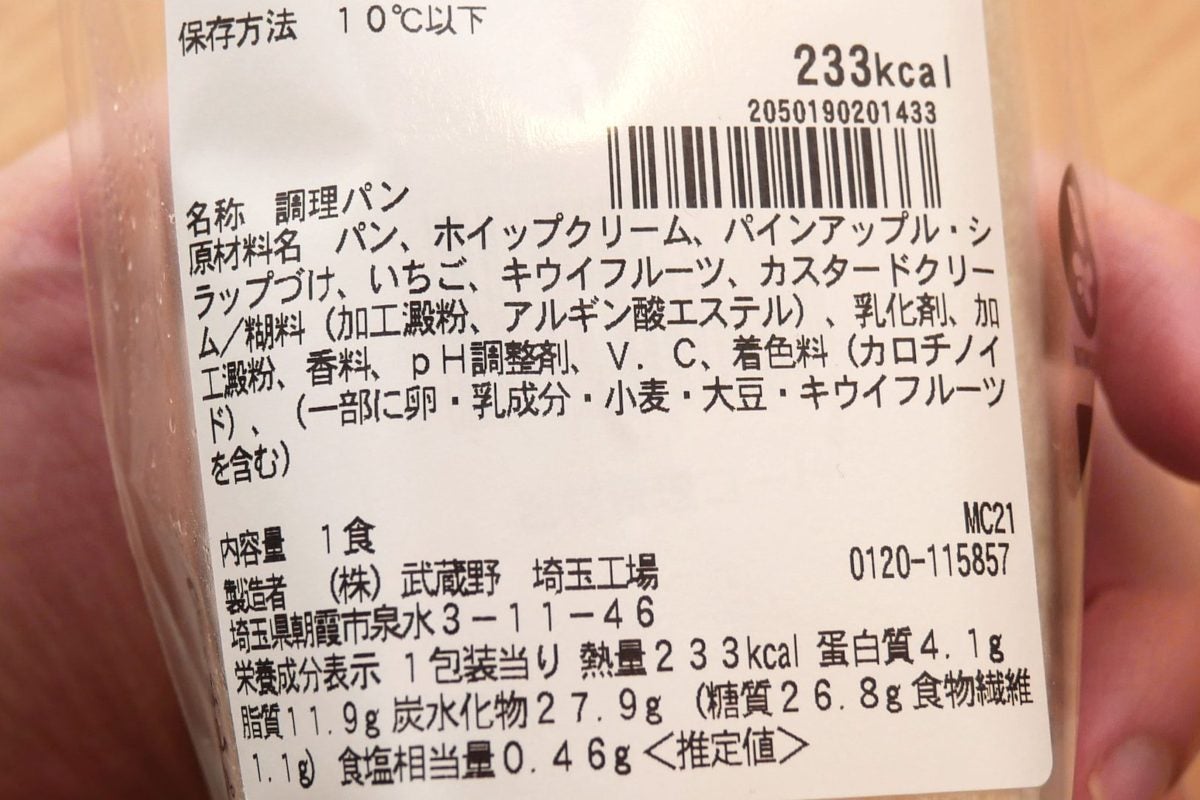 保存方法　10℃以下
233kcal
2050190201433
名称　調理パン
原材料名　パン、ホイップクリーム、パインアップル・シ
ラップづけ、いちご、キウイフルーツ、カスタードクリー
ム／糊料（加工澱粉、アルギン酸エステル）、乳化剤、加
工澱粉、香料、pH調整剤、V．C、着色料（カロチノイ
ド）、（一部に卵・乳成分・小麦・大豆・キウイフルーツ
を含む）
MC21
内容量　1食
0120-115857
製造者　（株）武蔵野　埼玉工場
埼玉県朝霞市泉水3－11－46
栄養成分表示 1包装当り 熱量233kcal 蛋白質4.1g
脂質11.9g 炭水化物27.9g （糖質26.8g 食物繊維
1.1g） 食塩相当量0.46g＜推定値＞